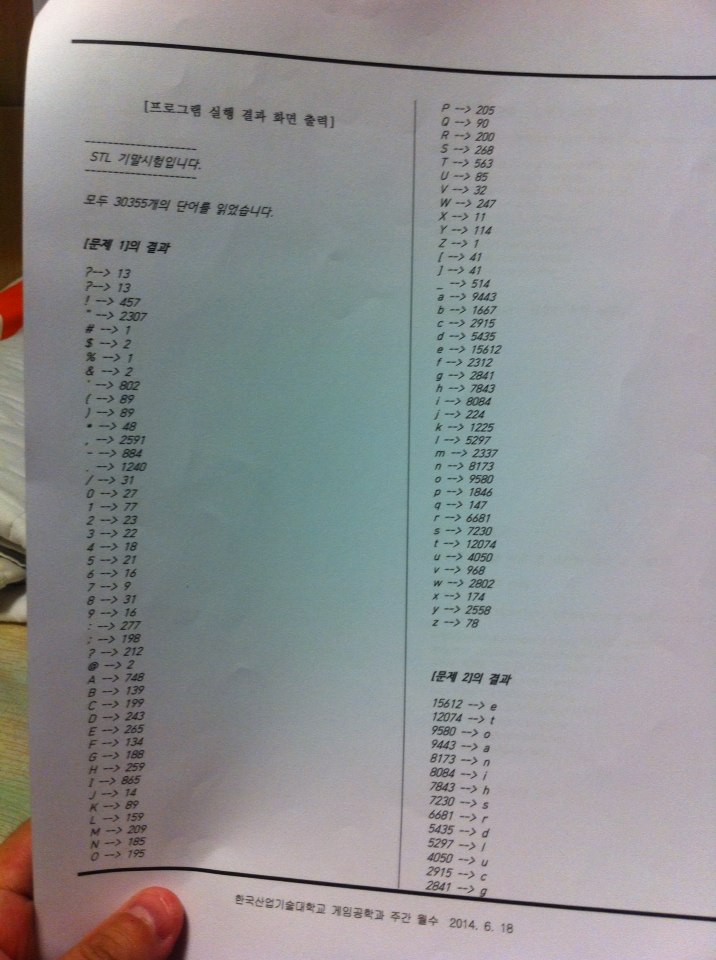 [프로그램 실행 결과 화면 출력]
--------------------
STL 기말시험입니다.
--------------------
모두 30355개의 단어를 읽었습니다.
[문제 1]의 결과
?--> 13
?--> 13
! --> 457
" --> 2307
# --> 1
$ --> 2
% --> 1
& --> 2
' --> 802
( --> 89
) --> 89
* --> 48
, --> 2591
- --> 884
. --> 1240
/ --> 31
0 --> 27
1 --> 77
2 --> 23
3 --> 22
4 --> 18
5 --> 21
6 --> 16
7 --> 9
8 --> 31
9 --> 16
: --> 277
; --> 198
? --> 212
@ --> 2
A --> 748
B --> 139
C --> 199
D --> 243
E --> 265
F --> 134
G --> 188
H --> 259
I --> 865
J --> 14
K --> 89
L --> 159
M --> 209
N --> 185
O --> 195
P --> 205
Q --> 90
R --> 200
S --> 268
T --> 563
U --> 85
V --> 32
W --> 247
X --> 11
Y --> 114
Z --> 1
[ --> 41
] --> 41
_ --> 514
a --> 9443
b --> 1667
c --> 2915
d --> 5435
e --> 15612
f --> 2312
g --> 2841
h --> 7843
i --> 8084
j --> 224
k --> 1225
l --> 5297
m --> 2337
n --> 8173
o --> 9580
p --> 1846
q --> 147
r --> 6681
s --> 7230
t --> 12074
u --> 4050
v --> 968
w --> 2802
x --> 174
y --> 2558
z --> 78
[문제 2]의 결과
15612 --> e
12074 --> t
9580 --> o
9443 --> a
8173 --> n
8084 --> i
7843 --> h
7230 --> s
6681 --> r
5435 --> d
5297 --> l
4050 --> u
2915 --> c
2841 --> g
한국산업기술대학교 게임공학과 주간 월수 2014. 6. 18